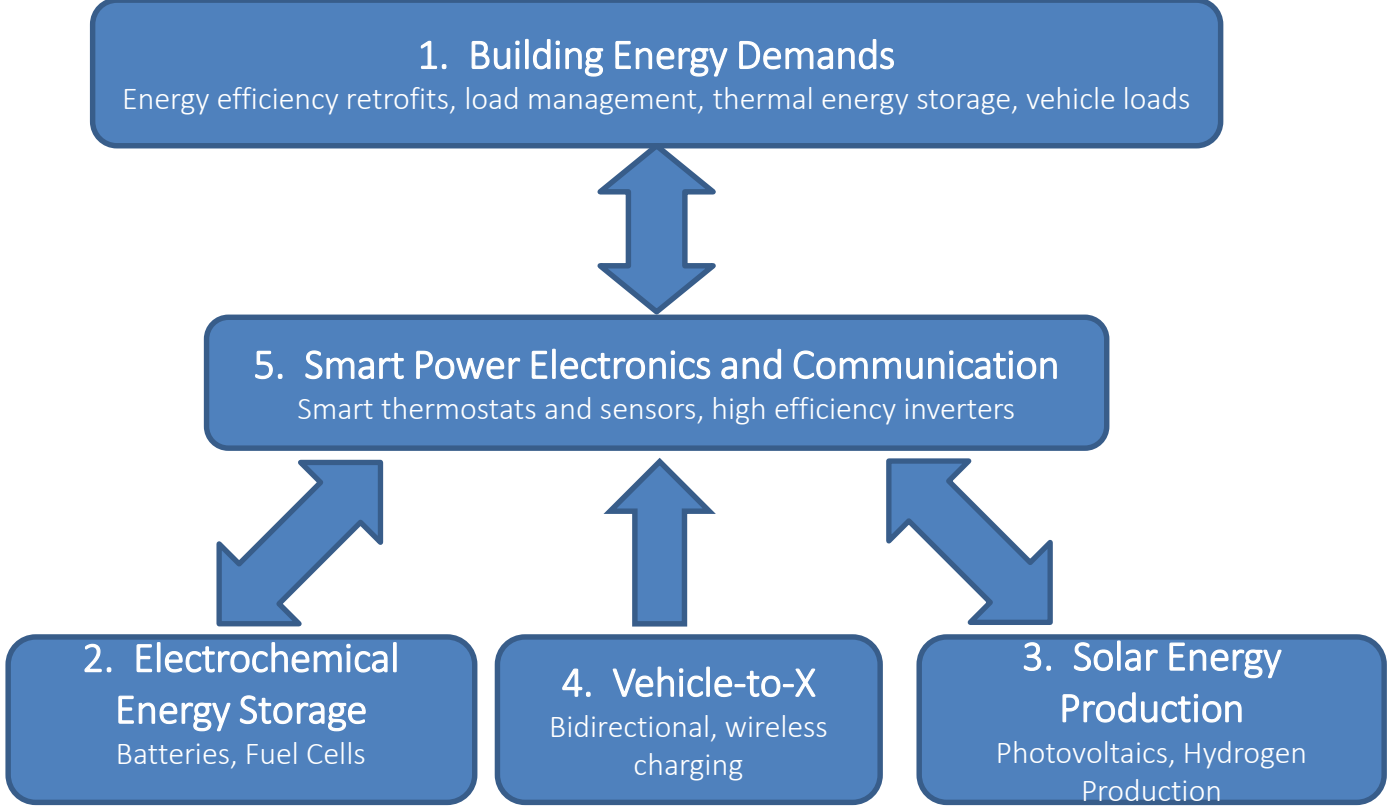 1. Building Energy Demands
Energy efficiency retrofits, load management, thermal energy storage, vehicle loads
5. Smart Power Electronics and Communication
Smart thermostats and sensors, high efficiency inverters
2. Electrochemical
Energy Storage
Batteries, Fuel Cells
4. Vehicle-to-X
Bidirectional, wireless
charging
3. Solar Energy
Production
Photovoltaics, Hydrogen
Production